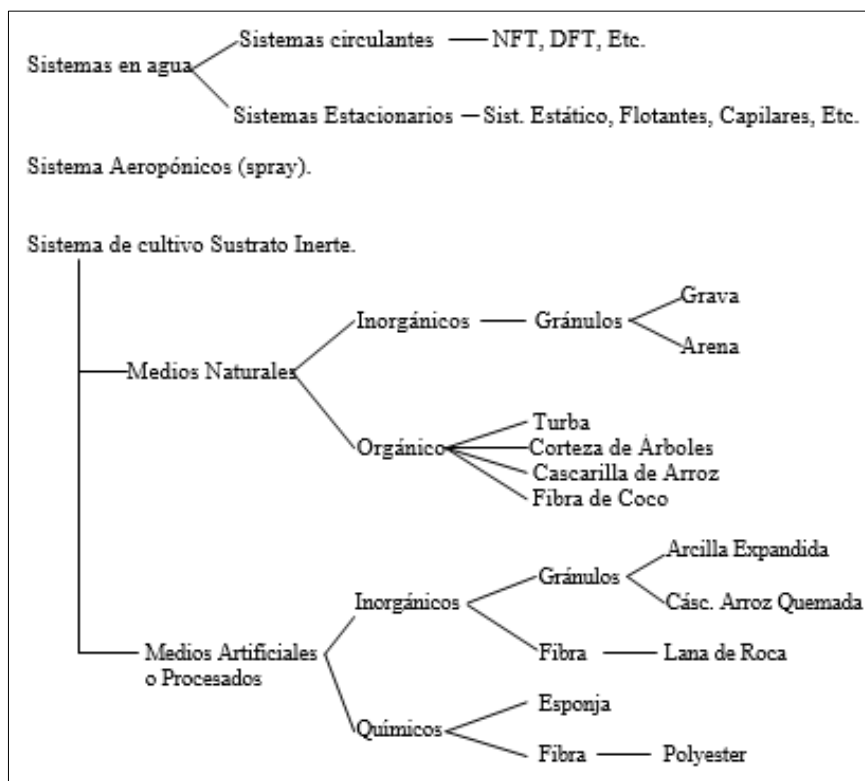 Sistemas circulantes — NFT, DFT, Etc.
Sistemas en agua
Sistemas Estacionarios — Sist. Estático, Flotantes, Capilares, Etc.
Sistema Aeropónicos (spray).
Sistema de cultivo Sustrato Inerte.
Grava
Inorgánicos — Gránulos
Arena
Medios Naturales
Turba
Orgánico
Corteza de Árboles
Cascarilla de Arroz
Fibra de Coco
Arcilla Expandida
Gránulos
Inorgánicos
Cásc. Arroz Quemada
Fibra — Lana de Roca
Medios Artificiales
o Procesados
Esponja
Químicos
Fibra — Polyester